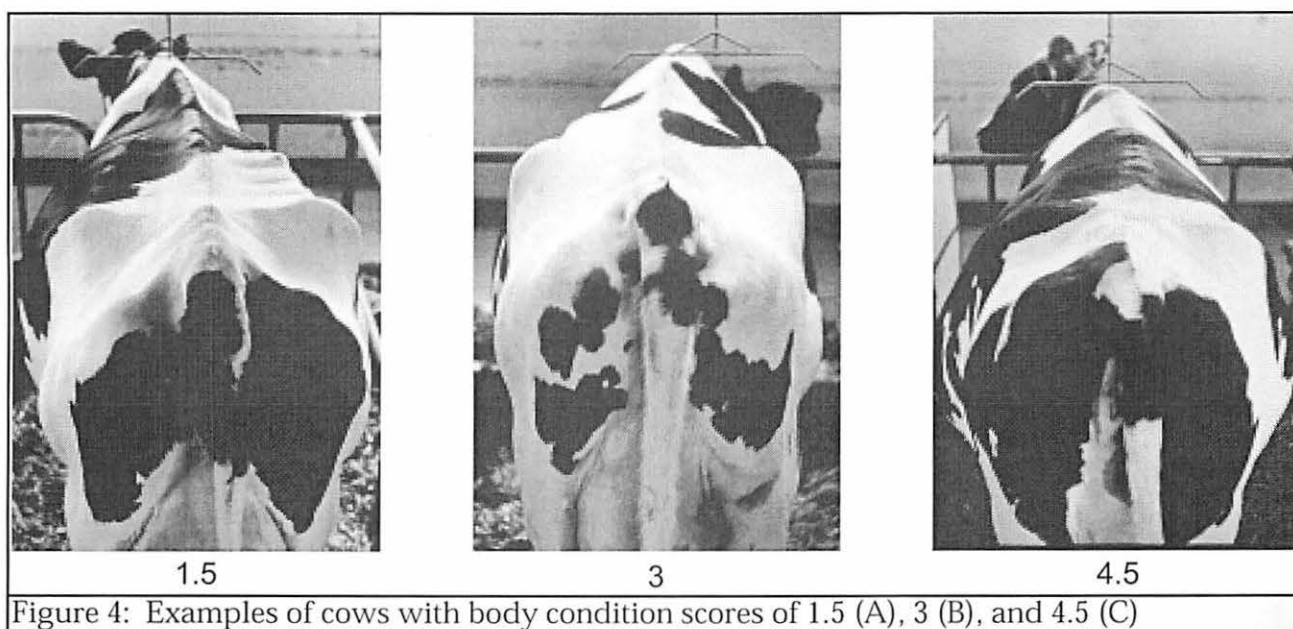 1.5 3 4.5
Figure 4: Examples of cows with body condition scores of 1.5 (A), 3 (B), and 4.5 (C)